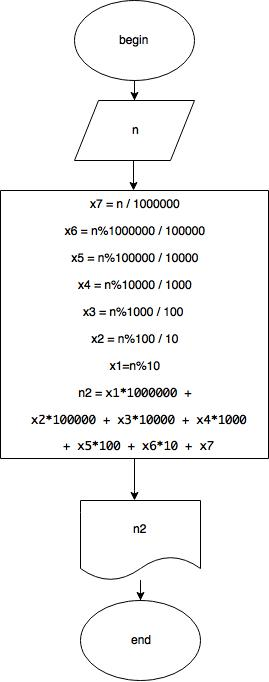 begin
n
x7 = n / 1000000
x6 = n%1000000 / 100000
x5 = n%100000 / 10000
x4 = n%10000 / 1000
x3 = n%1000 / 100
x2 = n%100 / 10
x1=n%10
n2 = x1*1000000 +
x2*100000 + x3*10000 + x4*1000
+ x5*100 + x6*10 + x7
n2
end